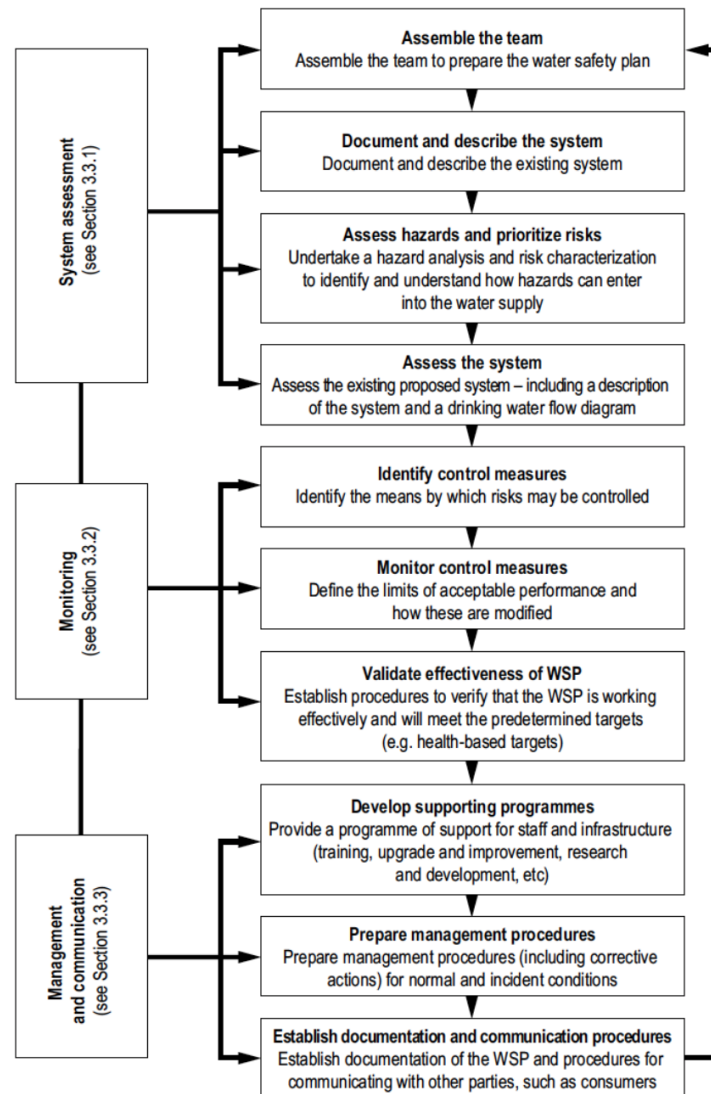 Assemble the team
Assemble the team to prepare the water safety plan
Document and describe the system
Document and describe the existing system
System assessment
(see Section 3.3.1)
Assess hazards and prioritize risks
Undertake a hazard analysis and risk characterization
to identify and understand how hazards can enter
into the water supply
Assess the system
Assess the existing proposed system – including a description
of the system and a drinking water flow diagram
Identify control measures
Identify the means by which risks may be controlled
Monitoring
(see Section 3.3.2)
Monitor control measures
Define the limits of acceptable performance and
how these are modified
Validate effectiveness of WSP
Establish procedures to verify that the WSP is working
effectively and will meet the predetermined targets
(e.g. health-based targets)
Develop supporting programmes
Provide a programme of support for staff and infrastructure
(training, upgrade and improvement, research
and development, etc)
Management
and communication
(see Section 3.3.3)
Prepare management procedures
Prepare management procedures (including corrective
actions) for normal and incident conditions
Establish documentation and communication procedures
Establish documentation of the WSP and procedures for
communicating with other parties, such as consumers